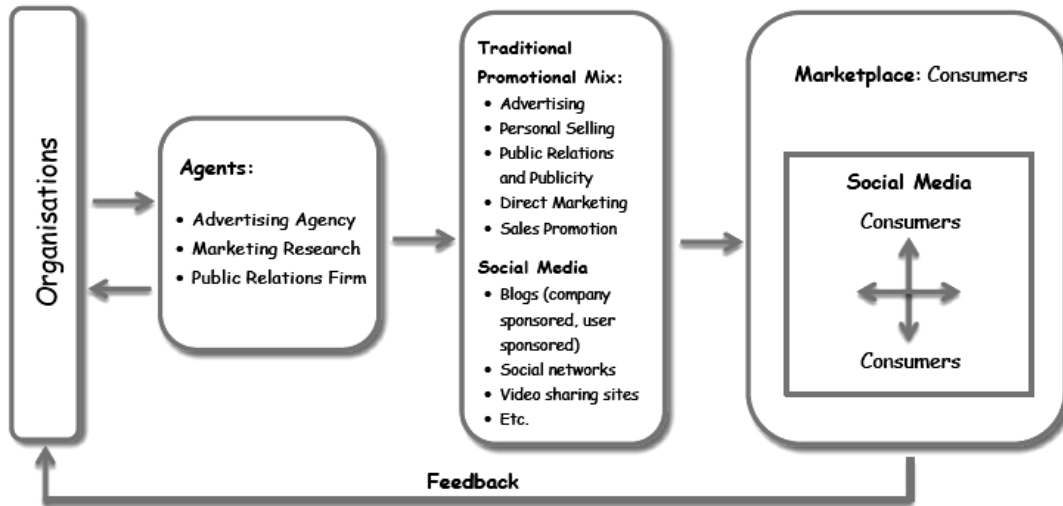 Organisations
Agents:
• Advertising Agency
• Marketing Research
• Public Relations Firm
Traditional
Promotional Mix:
• Advertising
• Personal Selling
• Public Relations
and Publicity
• Direct Marketing
• Sales Promotion
Social Media
• Blogs (company
sponsored, user
sponsored)
• Social networks
• Video sharing sites
• Etc.
Marketplace: Consumers
Social Media
Consumers
Consumers
Feedback